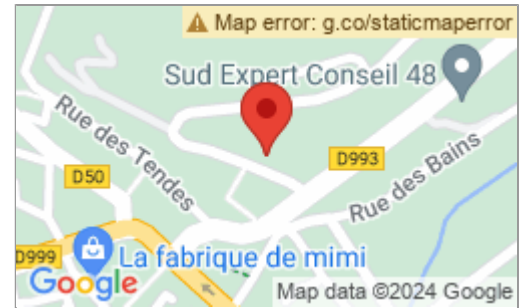 Map error: g.co/staticmaperror
Sud Expert Conseil 48
Rue des Tendes
D993
D50
Rue des Bains
D999
La fabrique de mimi
Google
Map data ©2024 Google